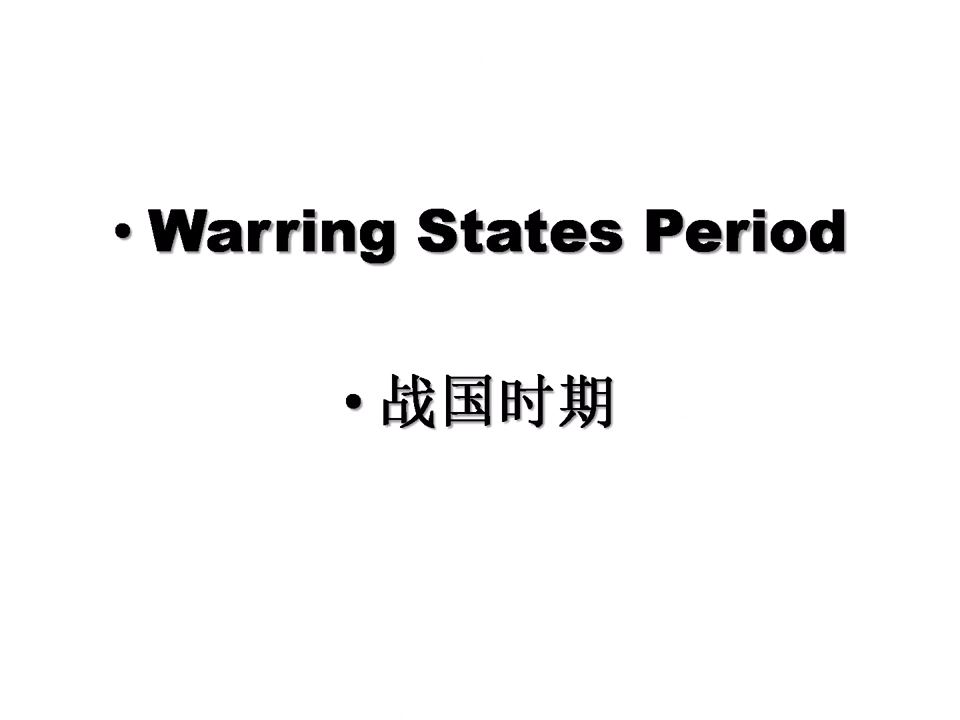 • Warring States Period
• 战国时期